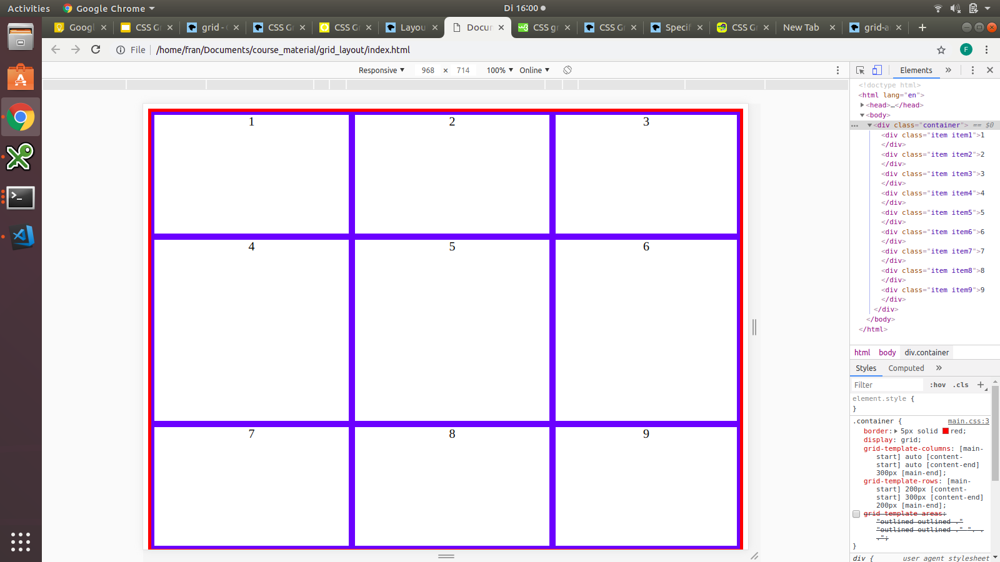 Activities
Google Chrome
Di 16:00
Googl
CSS Gr
grid -
CSS Gr
CSS Gr
Layou
Docur
CSS gr
CSS Gr
Specif
CSS Gr
New Tab
grid-a
File
/home/fran/Documents/course_material/grid_layout/index.html
F
Responsive
968 × 714
100%
Online
Elements
»
1
2
3
4
5
6
7
8
9
<!doctype html>
<html lang="en">
<head>…</head>
<body>
… <div class="container"> == $0
<div class="item item1">1
</div>
<div class="item item2">2
</div>
<div class="item item3">3
</div>
<div class="item item4">4
</div>
<div class="item item5">5
</div>
<div class="item item6">6
</div>
<div class="item item7">7
</div>
<div class="item item8">8
</div>
<div class="item item9">9
</div>
</div>
</body>
</html>
html body div.container
Styles Computed »
Filter :hov .cls +
element.style {
}
.container { main.css:3
border: 5px solid red;
display: grid;
grid-template-columns: [main-
start] auto [content-
start] auto [content-end]
300px [main-end];
grid-template-rows: [main-
start] 200px [content-
start] 300px [content-end]
200px [main-end];
grid-template-areas:
"outlined outlined ."
"outlined outlined ." ". .
.";
}
div { user agent stylesheet